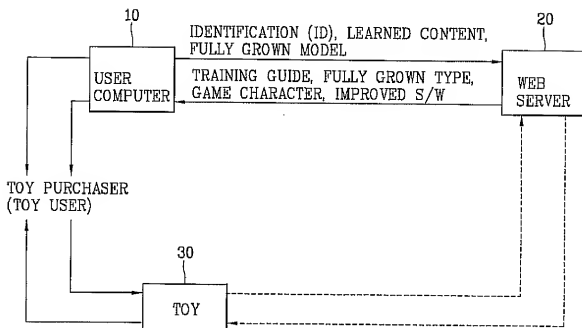 10
IDENTIFICATION (ID), LEARNED CONTENT,
FULLY GROWN MODEL
20
USER
COMPUTER
TRAINING GUIDE, FULLY GROWN TYPE,
GAME CHARACTER, IMPROVED S/W
WEB
SERVER
TOY PURCHASER
(TOY USER)
30
TOY